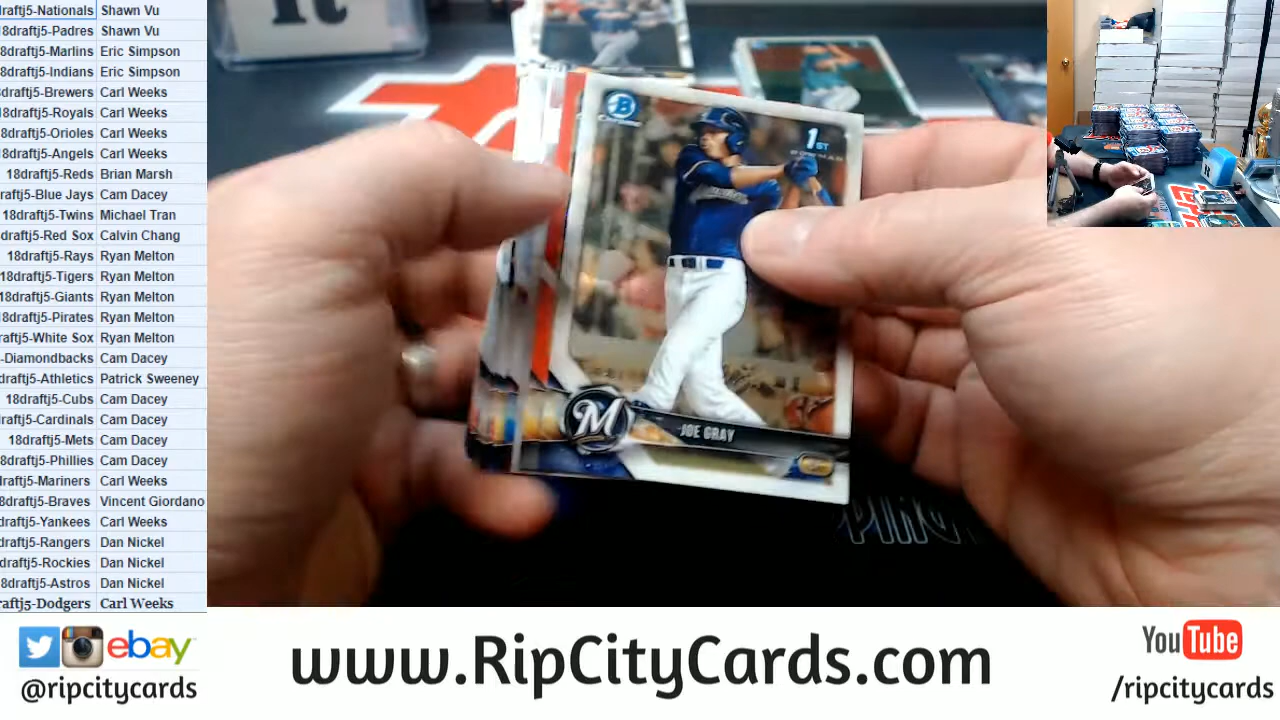 raftj5-Nationals Shawn Vu
8draftj5-Padres Shawn Vu
8draftj5-Marlins Eric Simpson
8draftj5-Indians Eric Simpson
draftj5-Brewers Carl Weeks
8draftj5-Royals Carl Weeks
8draftj5-Orioles Carl Weeks
8draftj5-Angels Carl Weeks
18draftj5-Reds Brian Marsh
raftj5-Blue Jays Cam Dacey
18draftj5-Twins Michael Tran
draftj5-Red Sox Calvin Chang
18draftj5-Rays Ryan Melton
18draftj5-Tigers Ryan Melton
18draftj5-Giants Ryan Melton
18draftj5-Pirates Ryan Melton
raftj5-White Sox Ryan Melton
-Diamondbacks Cam Dacey
draftj5-Athletics Patrick Sweeney
18draftj5-Cubs Cam Dacey
draftj5-Cardinals Cam Dacey
18draftj5-Mets Cam Dacey
draftj5-Phillies Cam Dacey
draftj5-Mariners Carl Weeks
8draftj5-Braves Vincent Giordano
draftj5-Yankees Carl Weeks
draftj5-Rangers Dan Nickel
draftj5-Rockies Dan Nickel
8draftj5-Astros Dan Nickel
raftj5-Dodgers Carl Weeks
B
1ST
BOWMAN
M
JOE GRAY
ebay
@ripcitycards
www.RipCityCards.com
YouTube
/ripcitycards